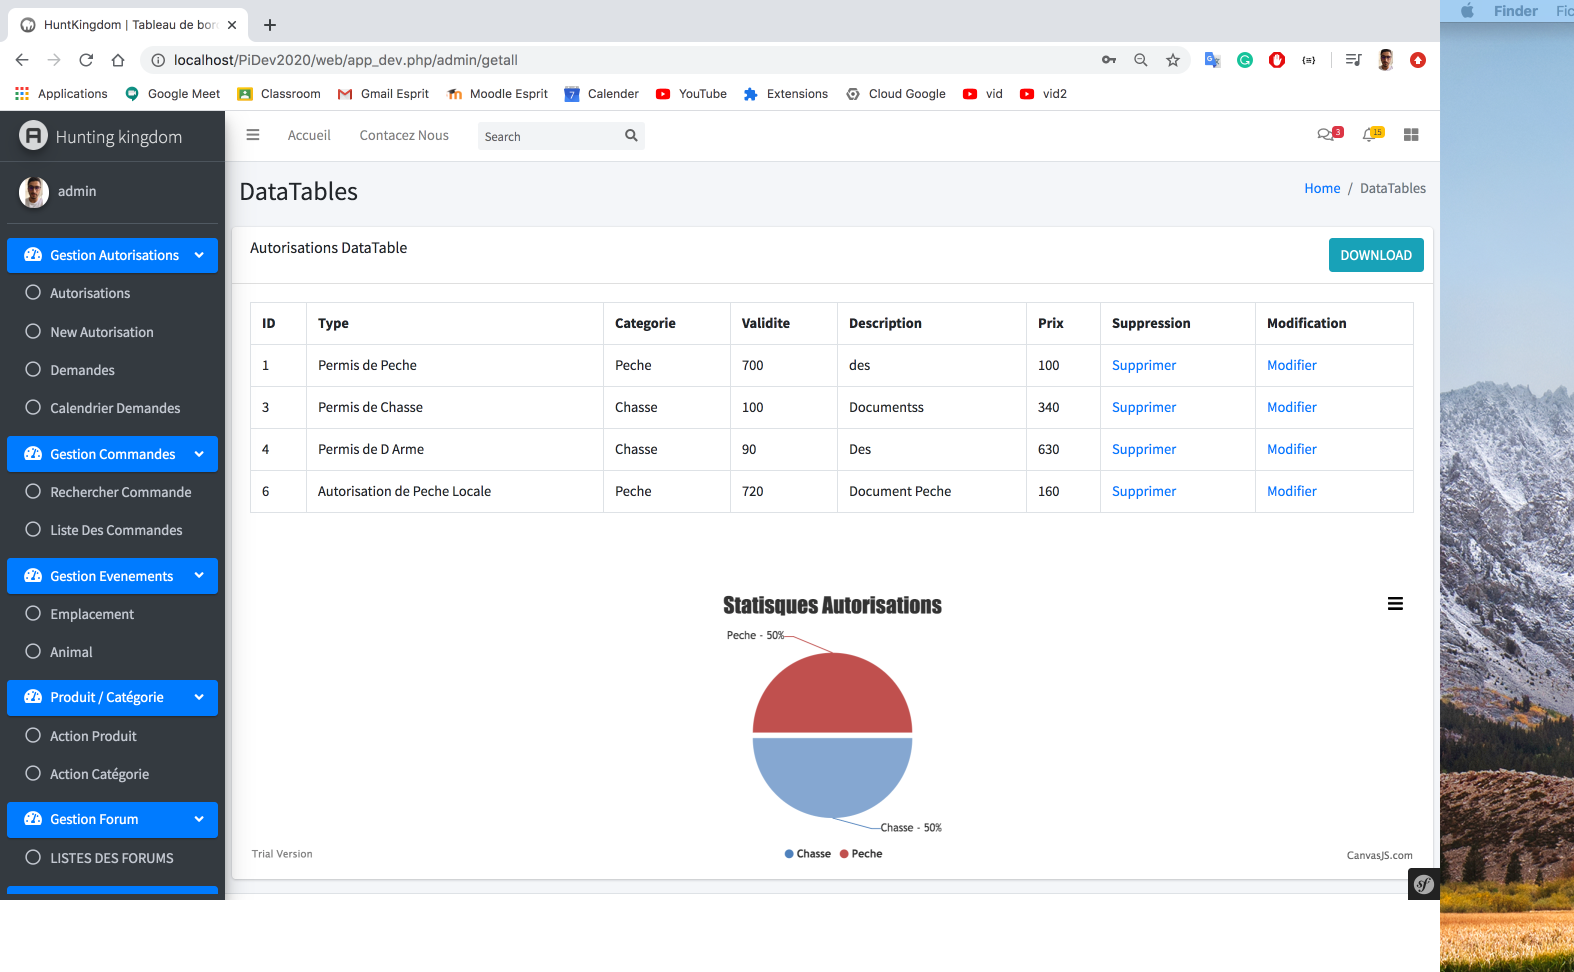 HuntKingdom | Tableau de bor
Finder Fic
localhost/PiDev2020/web/app_dev.php/admin/getall
Applications Google Meet Classroom Gmail Esprit Moodle Esprit 7 Calender YouTube Extensions Cloud Google vid vid2
Hunting kingdom
Accueil Contacez Nous Search 3 15
admin
DataTables
Home / DataTables
Gestion Autorisations
Autorisations
New Autorisation
Demandes
Calendrier Demandes
Gestion Commandes
Rechercher Commande
Liste Des Commandes
Gestion Evenements
Emplacement
Animal
Produit / Catégorie
Action Produit
Action Catégorie
Gestion Forum
LISTES DES FORUMS
Autorisations DataTable
DOWNLOAD
ID Type Categorie Validite Description Prix Suppression Modification
1 Permis de Peche Peche 700 des 100 Supprimer Modifier
3 Permis de Chasse Chasse 100 Documentss 340 Supprimer Modifier
4 Permis de D Arme Chasse 90 Des 630 Supprimer Modifier
6 Autorisation de Peche Locale Peche 720 Document Peche 160 Supprimer Modifier
Statisques Autorisations
Peche - 50%
Chasse - 50%
Trial Version
Chasse Peche
CanvasJS.com
sf